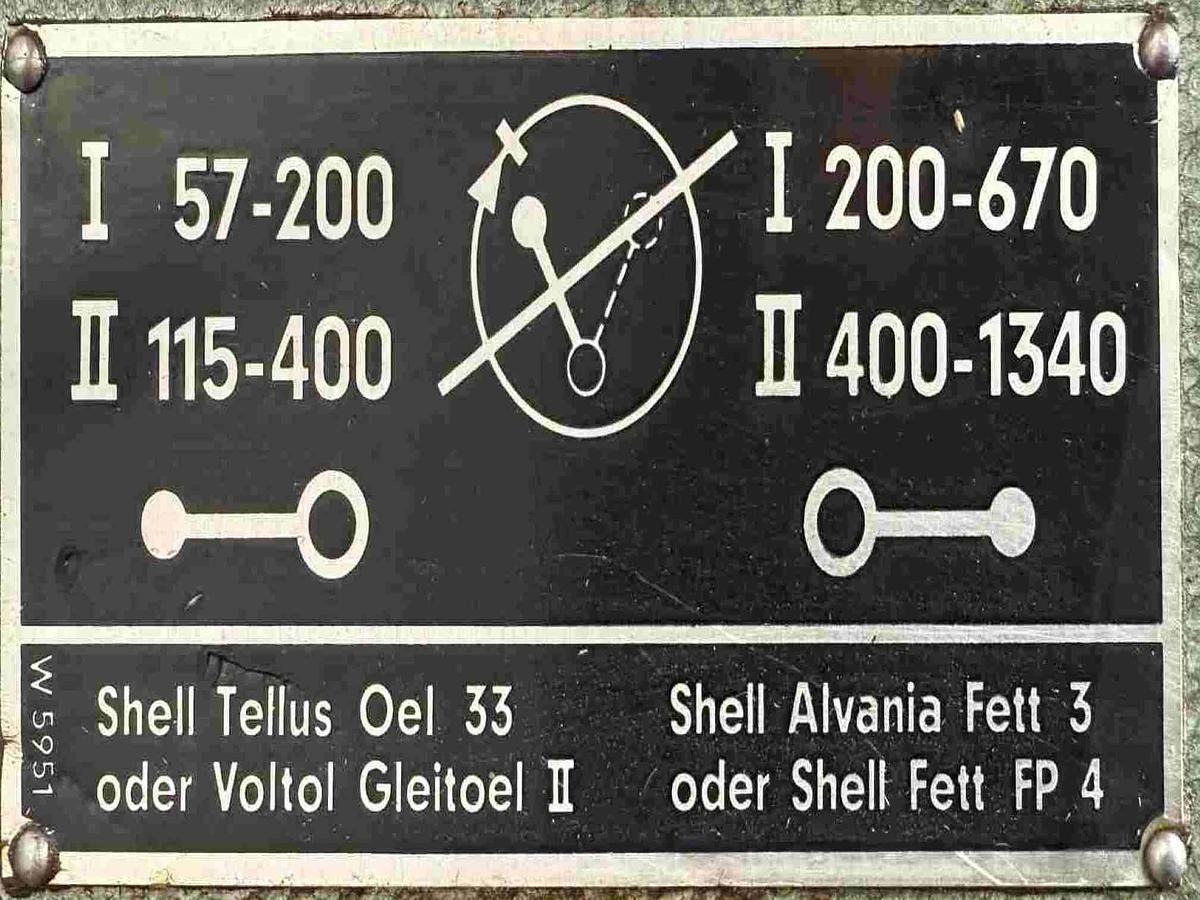 I 57-200
I 200-670
II 115-400
II 400-1340
Shell Tellus Oel 33
oder Voltol Gleitoel II
Shell Alvania Fett 3
oder Shell Fett FP 4
W 5951